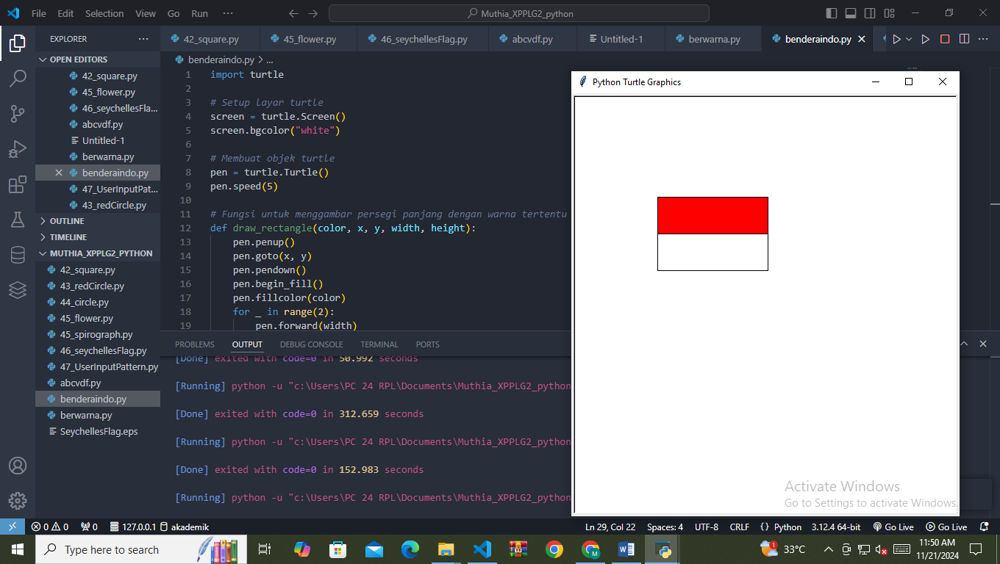 File Edit Selection View Go Run ··· Muthia_XPPLG2_python
EXPLORER ···
OPEN EDITORS
42_square.py
45_flower.py
46_seychellesFla...
abcvdf.py
Untitled-1
berwarna.py
benderaindo.py
47_UserInputPat...
43_redCircle.py
OUTLINE
TIMELINE
MUTHIA_XPPLG2_PYTHON
42_square.py
43_redCircle.py
44_circle.py
45_flower.py
45_spirograph.py
46_seychellesFlag.py
47_UserInputPattern.py
abcvdf.py
benderaindo.py
berwarna.py
SeychellesFlag.eps
42_square.py 45_flower.py 46_seychellesFlag.py abcvdf.py Untitled-1 berwarna.py benderaindo.py
benderaindo.py > ...
1 import turtle
2
3 # Setup layar turtle
4 screen = turtle.Screen()
5 screen.bgcolor("white")
6
7 # Membuat objek turtle
8 pen = turtle.Turtle()
9 pen.speed(5)
10
11 # Fungsi untuk menggambar persegi panjang dengan warna tertentu
12 def draw_rectangle(color, x, y, width, height):
13 pen.penup()
14 pen.goto(x, y)
15 pen.pendown()
16 pen.begin_fill()
17 pen.fillcolor(color)
18 for _ in range(2):
19 pen.forward(width)
Python Turtle Graphics
PROBLEMS OUTPUT DEBUG CONSOLE TERMINAL PORTS
[Done] exited with code=0 in 50.992 seconds
[Running] python -u "c:\Users\PC 24 RPL\Documents\Muthia_XPPLG2_python
[Done] exited with code=0 in 312.659 seconds
[Running] python -u "c:\Users\PC 24 RPL\Documents\Muthia_XPPLG2_python
[Done] exited with code=0 in 152.983 seconds
[Running] python -u "c:\Users\PC 24 RPL\Documents\Muthia_XPPLG2_python
Activate Windows
Go to Settings to activate Windows.
0 0 0 127.0.0.1 akademik Ln 29, Col 22 Spaces: 4 UTF-8 CRLF {} Python 3.12.4 64-bit Go Live Go Live
Type here to search 1 33°C 11:50 AM
11/21/2024